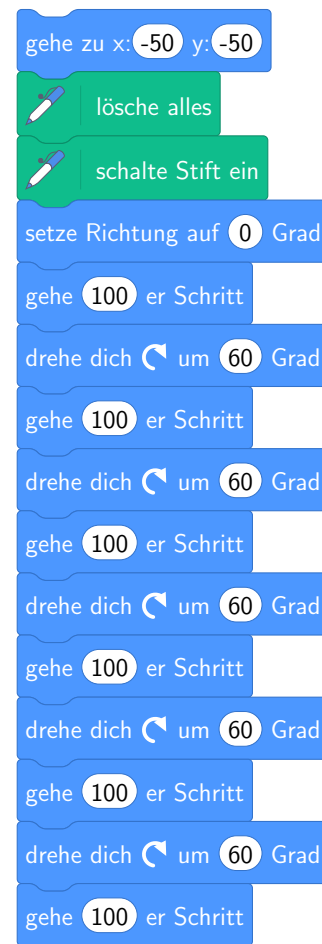 gehe zu x: -50 y: -50
lösche alles
schalte Stift ein
setze Richtung auf 0 Grad
gehe 100 er Schritt
drehe dich um 60 Grad
gehe 100 er Schritt
drehe dich um 60 Grad
gehe 100 er Schritt
drehe dich um 60 Grad
gehe 100 er Schritt
drehe dich um 60 Grad
gehe 100 er Schritt
drehe dich um 60 Grad
gehe 100 er Schritt